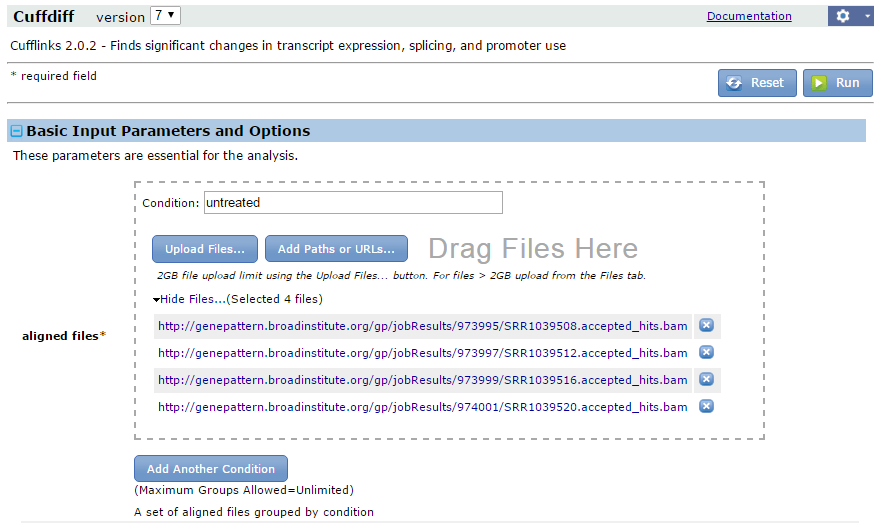 Cuffdiff version 7 Documentation
Cufflinks 2.0.2 - Finds significant changes in transcript expression, splicing, and promoter use
* required field Reset Run
Basic Input Parameters and Options
These parameters are essential for the analysis.
Condition: untreated
Upload Files... Add Paths or URLs... Drag Files Here
2GB file upload limit using the Upload Files... button. For files > 2GB upload from the Files tab.
Hide Files...(Selected 4 files)
http://genepattern.broadinstitute.org/gp/jobResults/973995/SRR1039508.accepted_hits.bam
aligned files*
http://genepattern.broadinstitute.org/gp/jobResults/973997/SRR1039512.accepted_hits.bam
http://genepattern.broadinstitute.org/gp/jobResults/973999/SRR1039516.accepted_hits.bam
http://genepattern.broadinstitute.org/gp/jobResults/974001/SRR1039520.accepted_hits.bam
Add Another Condition
(Maximum Groups Allowed=Unlimited)
A set of aligned files grouped by condition